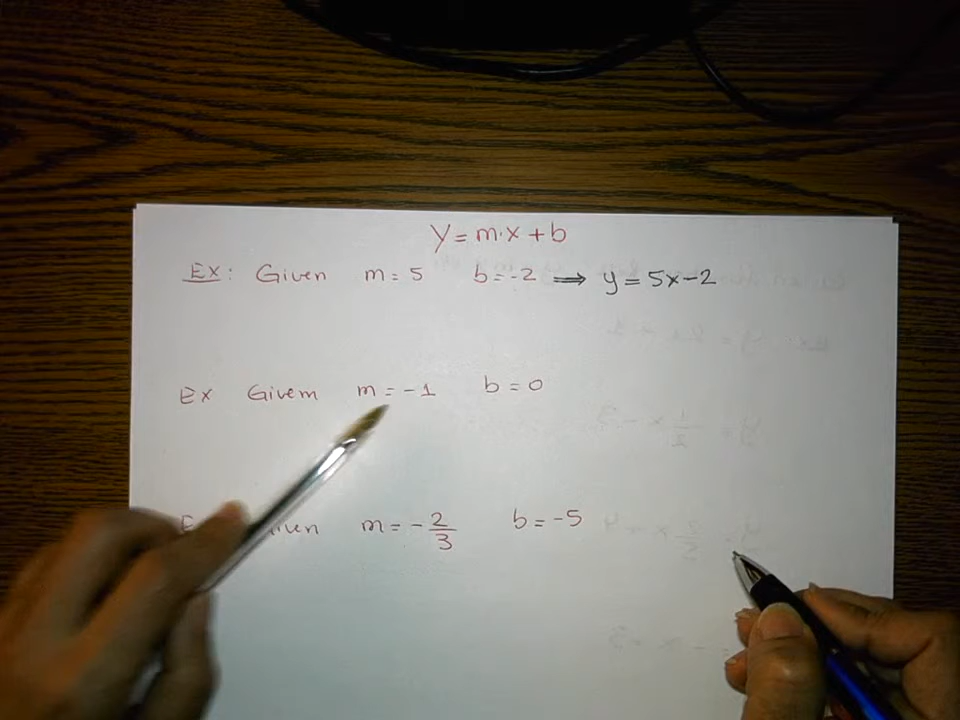 y = m·x + b
Ex: Given m = 5 b = -2 ⟹ y = 5x - 2
Ex Given m = -1 b = 0
m = -2/3 b = -5